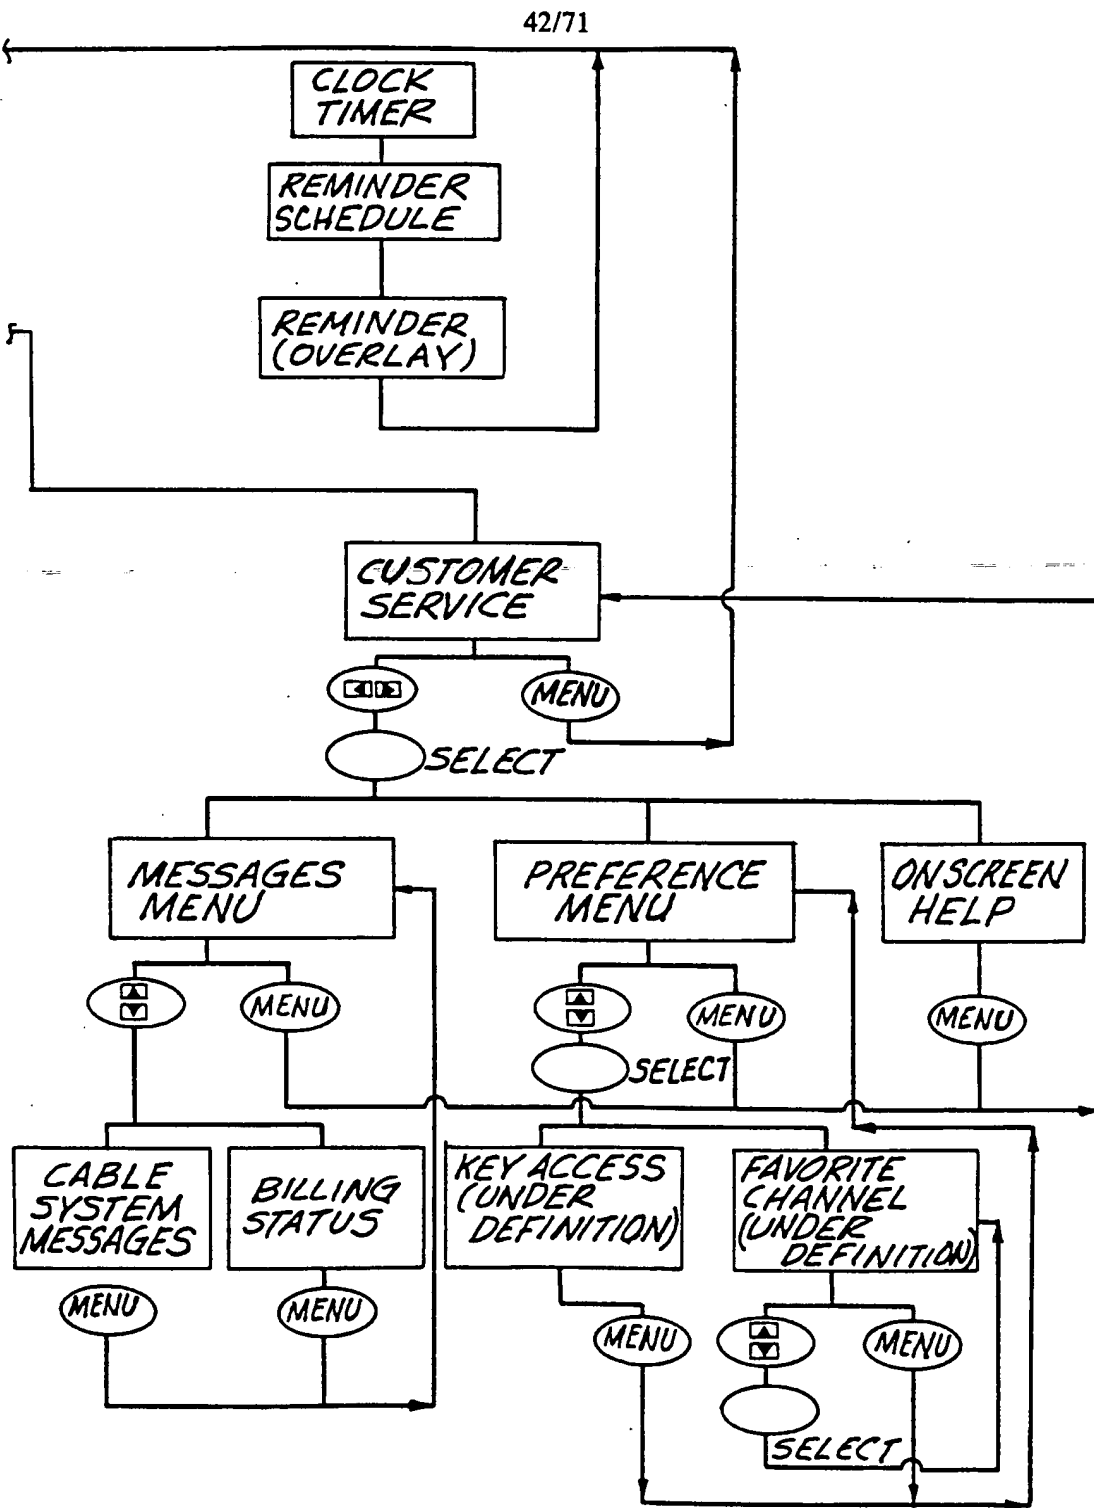 42/71
CLOCK
TIMER
REMINDER
SCHEDULE
REMINDER
(OVERLAY)
CUSTOMER
SERVICE
MENU
SELECT
MESSAGES
MENU
PREFERENCE
MENU
ON SCREEN
HELP
MENU
MENU
MENU
SELECT
CABLE
SYSTEM
MESSAGES
BILLING
STATUS
KEY ACCESS
(UNDER
DEFINITION)
FAVORITE
CHANNEL
(UNDER
DEFINITION)
MENU
MENU
MENU
MENU
SELECT